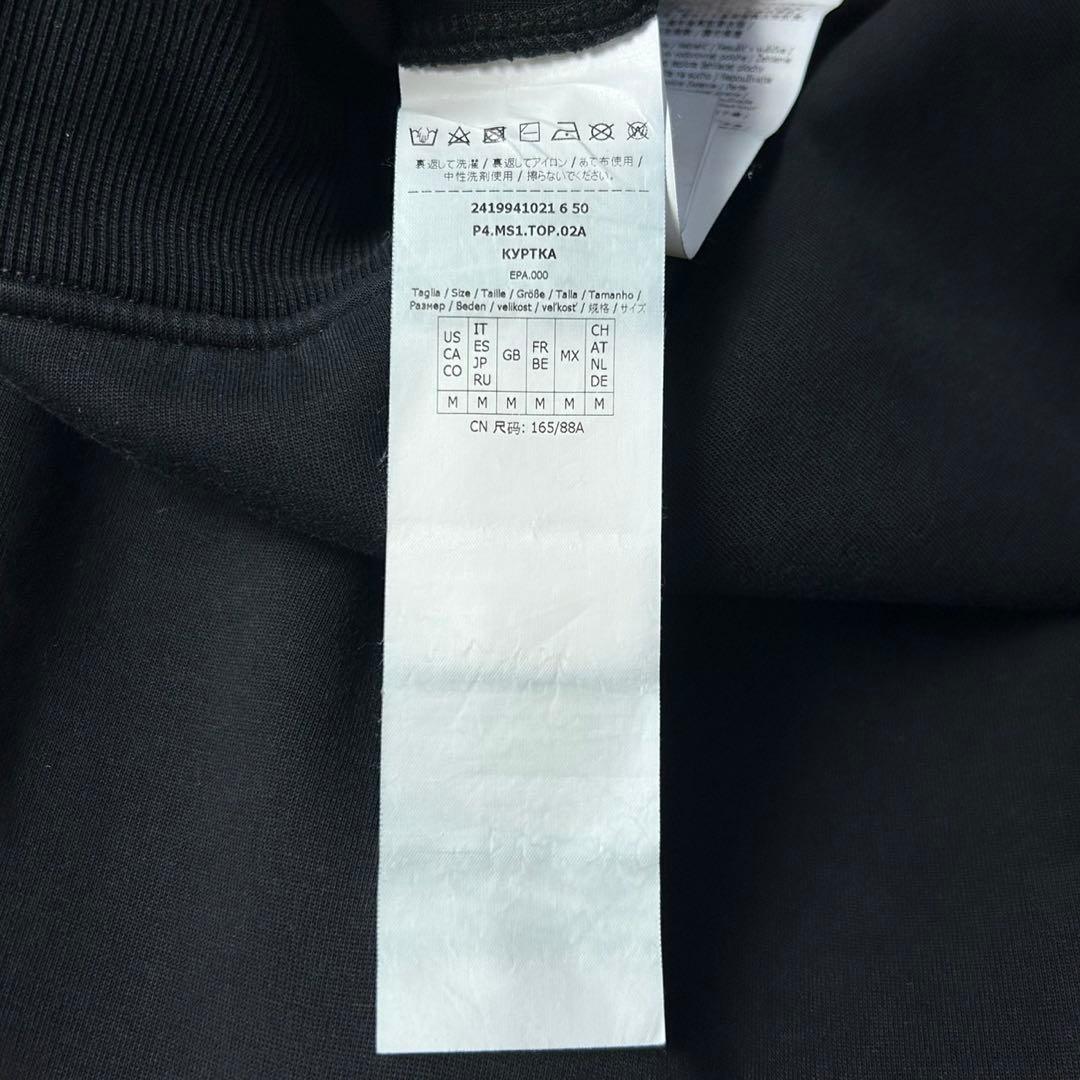 裏返して洗濯 / 裏返してアイロン / あて布使用 /
中性洗剤使用 / 擦らないでください。
2419941021 6 50
P4.MS1.TOP.02A
КУРТКА
EPA.000
Taglia / Size / Taille / Größe / Talla / Tamanho /
Размер / Beden / velikost / veľkosť / 规格 / サイズ
US CA CO
IT ES JP RU
GB
FR BE
MX
CH AT NL DE
M M M M M M
CN 尺码: 165/88A